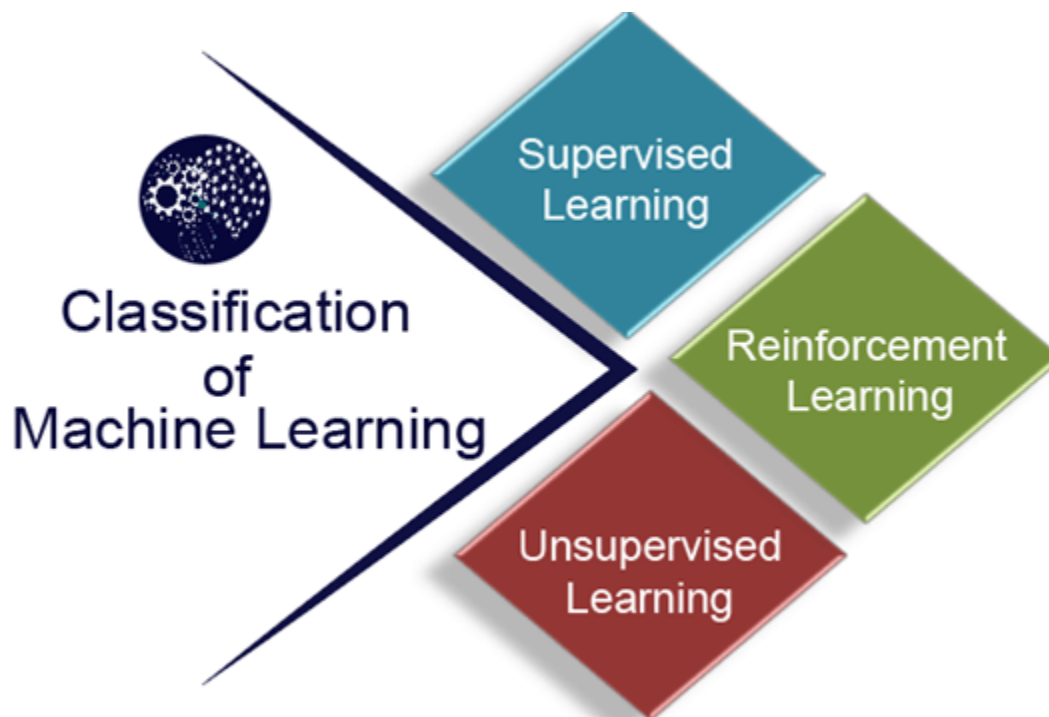 Classification
of
Machine Learning
Supervised
Learning
Reinforcement
Learning
Unsupervised
Learning